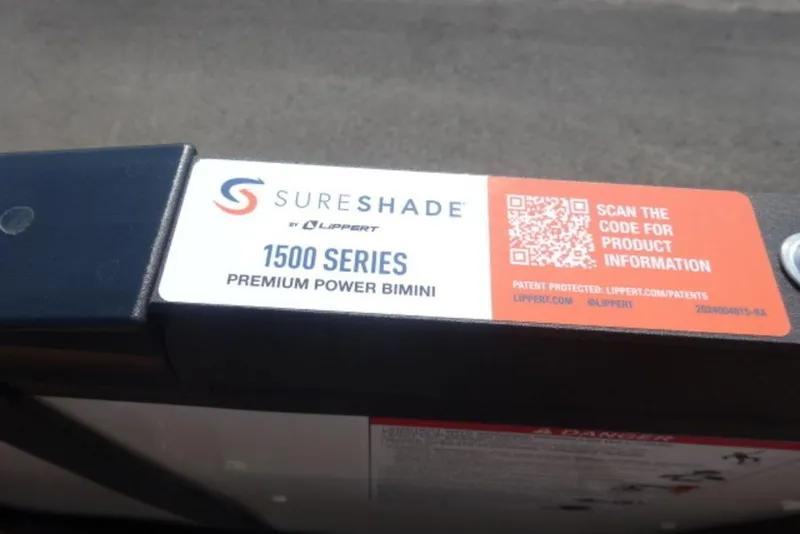 SURESHADE
BY LIPPERT
1500 SERIES
PREMIUM POWER BIMINI
SCAN THE
CODE FOR
PRODUCT
INFORMATION
PATENT PROTECTED: LIPPERT.COM/PATENTS
LIPPERT.COM @LIPPERT
DANGER